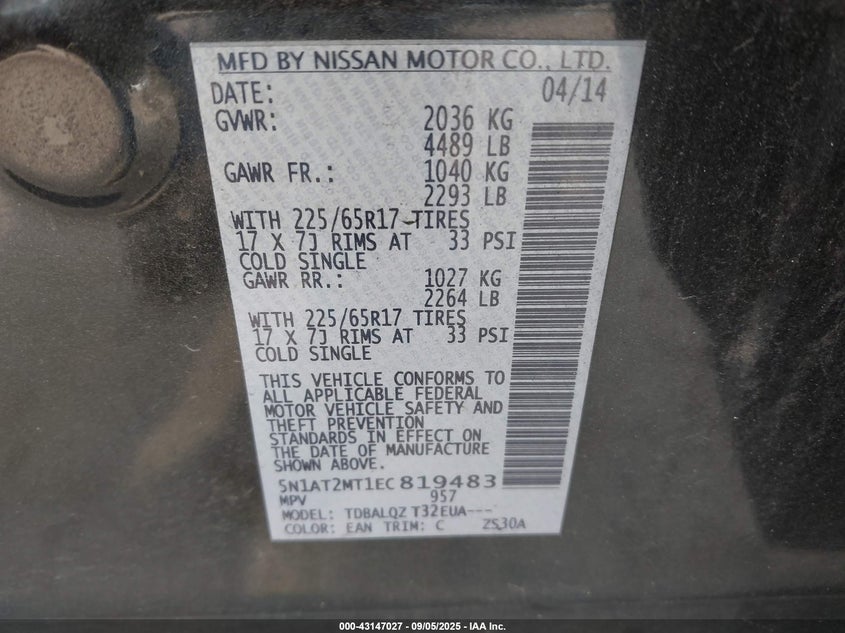 MFD BY NISSAN MOTOR CO., LTD.
DATE: 04/14
GVWR: 2036 KG
4489 LB
GAWR FR.: 1040 KG
2293 LB
WITH 225/65R17 TIRES
17 X 7J RIMS AT 33 PSI
COLD SINGLE
GAWR RR.: 1027 KG
2264 LB
WITH 225/65R17 TIRES
17 X 7J RIMS AT 33 PSI
COLD SINGLE
THIS VEHICLE CONFORMS TO
ALL APPLICABLE FEDERAL
MOTOR VEHICLE SAFETY AND
THEFT PREVENTION
STANDARDS IN EFFECT ON
THE DATE OF MANUFACTURE
SHOWN ABOVE.
5N1AT2MT1EC819483
MPV 957
MODEL: TDBALQZ T32EUA---
COLOR: EAN TRIM: C ZS30A
000-43147027 - 09/05/2025 - IAA Inc.